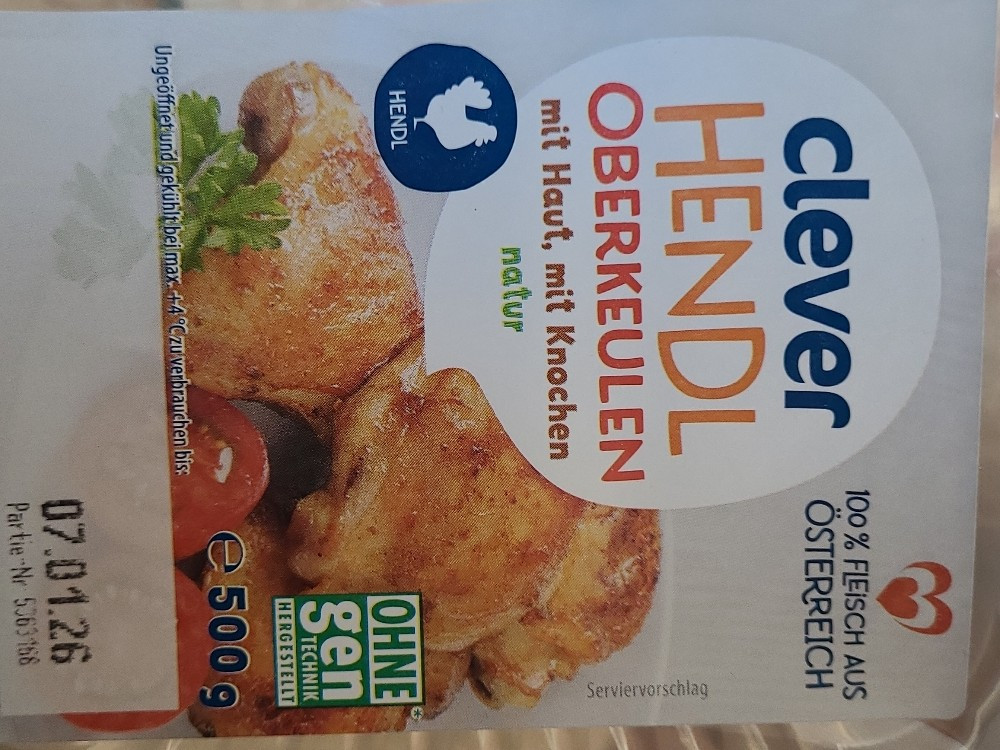 clever
HENDL
OBERKEULEN
mit Haut, mit Knochen
natur
100 % FLEISCH AUS
ÖSTERREICH
HENDL
Serviervorschlag
OHNE
gen
TECHNIK
HERGESTELLT
*
e 500 g
Ungeöffnet und gekühlt bei max. +4 °C zu verbrauchen bis:
07.01.26
Partie-Nr